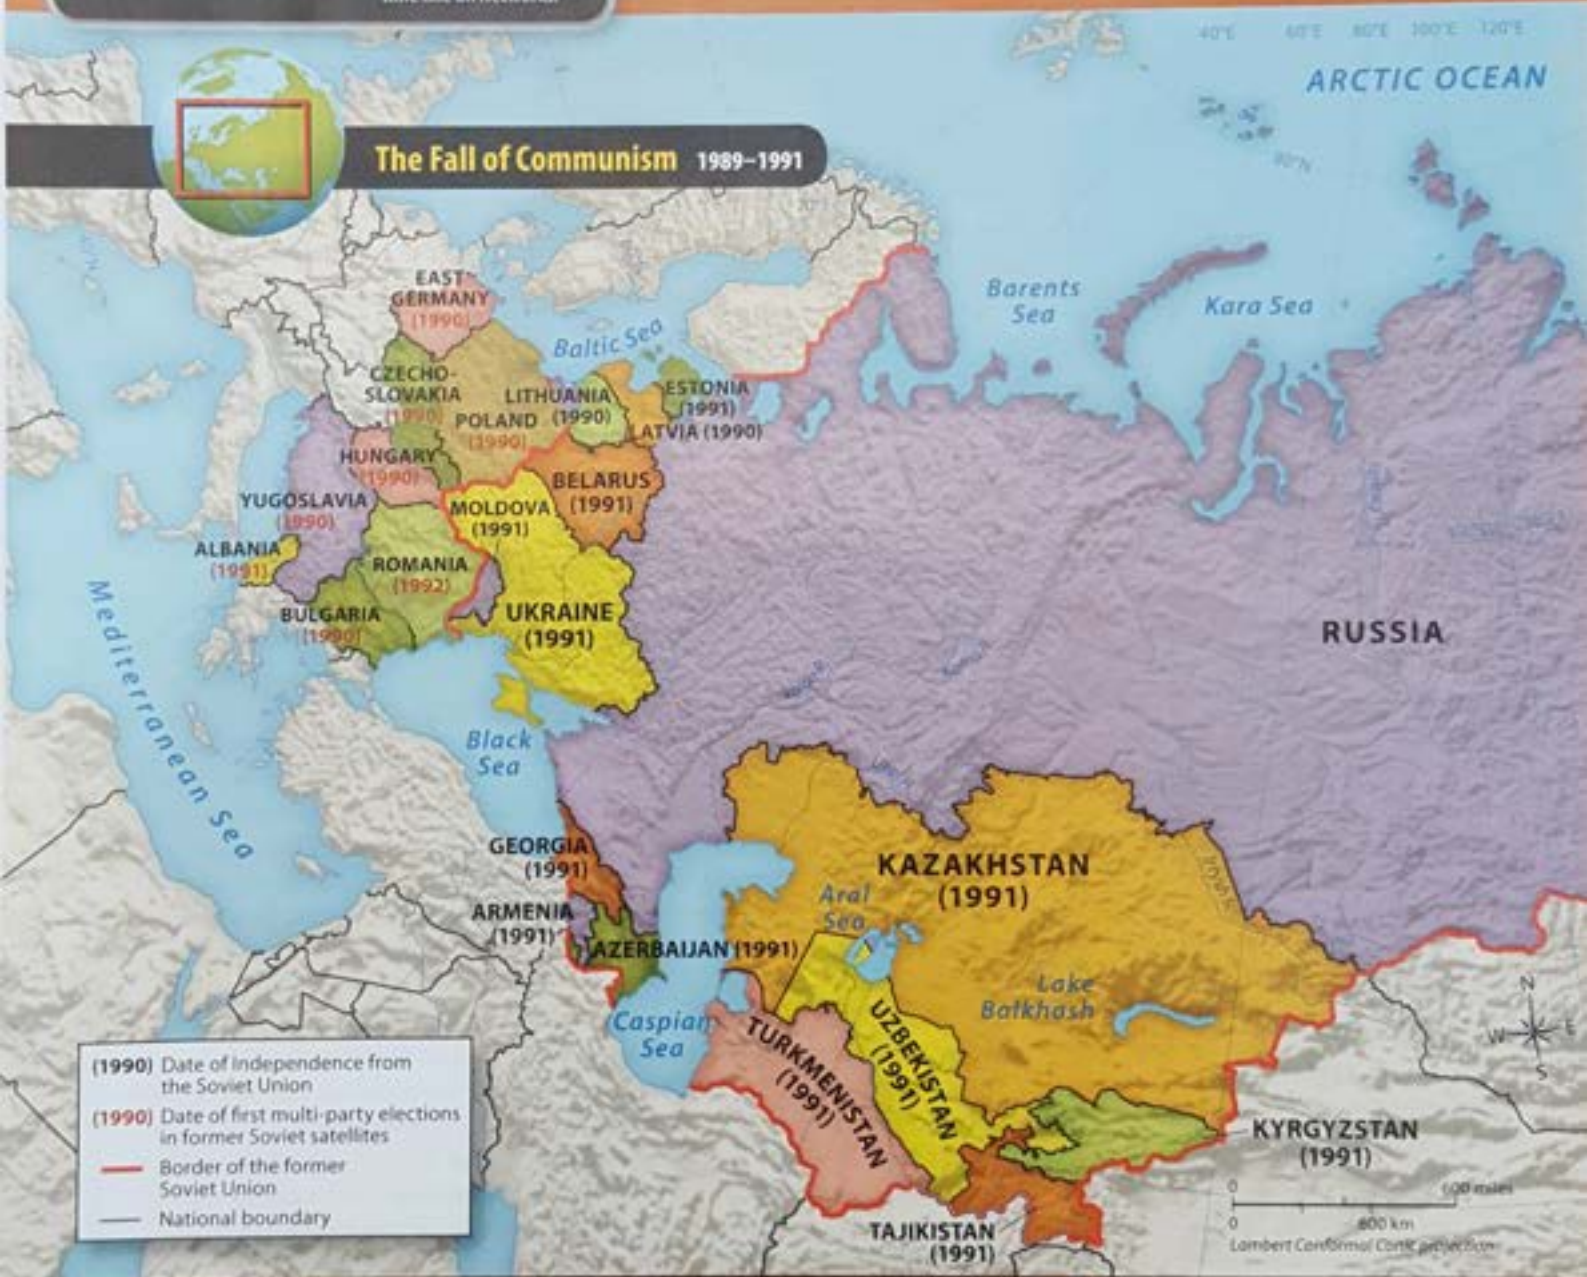 The Fall of Communism 1989–1991
40°E 60°E 80°E 100°E 120°E
ARCTIC OCEAN
80°N
70°N
Barents
Sea
Kara Sea
EAST
GERMANY
(1990)
Baltic Sea
CZECHO-
SLOVAKIA
(1990)
LITHUANIA
(1990)
ESTONIA
(1991)
POLAND
(1990)
LATVIA (1990)
HUNGARY
(1990)
BELARUS
(1991)
YUGOSLAVIA
(1990)
MOLDOVA
(1991)
ALBANIA
(1991)
ROMANIA
(1992)
BULGARIA
(1990)
UKRAINE
(1991)
RUSSIA
Mediterranean Sea
Black
Sea
GEORGIA
(1991)
KAZAKHSTAN
(1991)
Aral
Sea
ARMENIA
(1991)
AZERBAIJAN (1991)
Lake
Balkhash
Caspian
Sea
TURKMENISTAN
(1991)
UZBEKISTAN
(1991)
N
W E
S
KYRGYZSTAN
(1991)
TAJIKISTAN
(1991)
(1990) Date of independence from
the Soviet Union
(1990) Date of first multi-party elections
in former Soviet satellites
Border of the former
Soviet Union
National boundary
0 600 miles
0 600 km
Lambert Conformal Conic projection